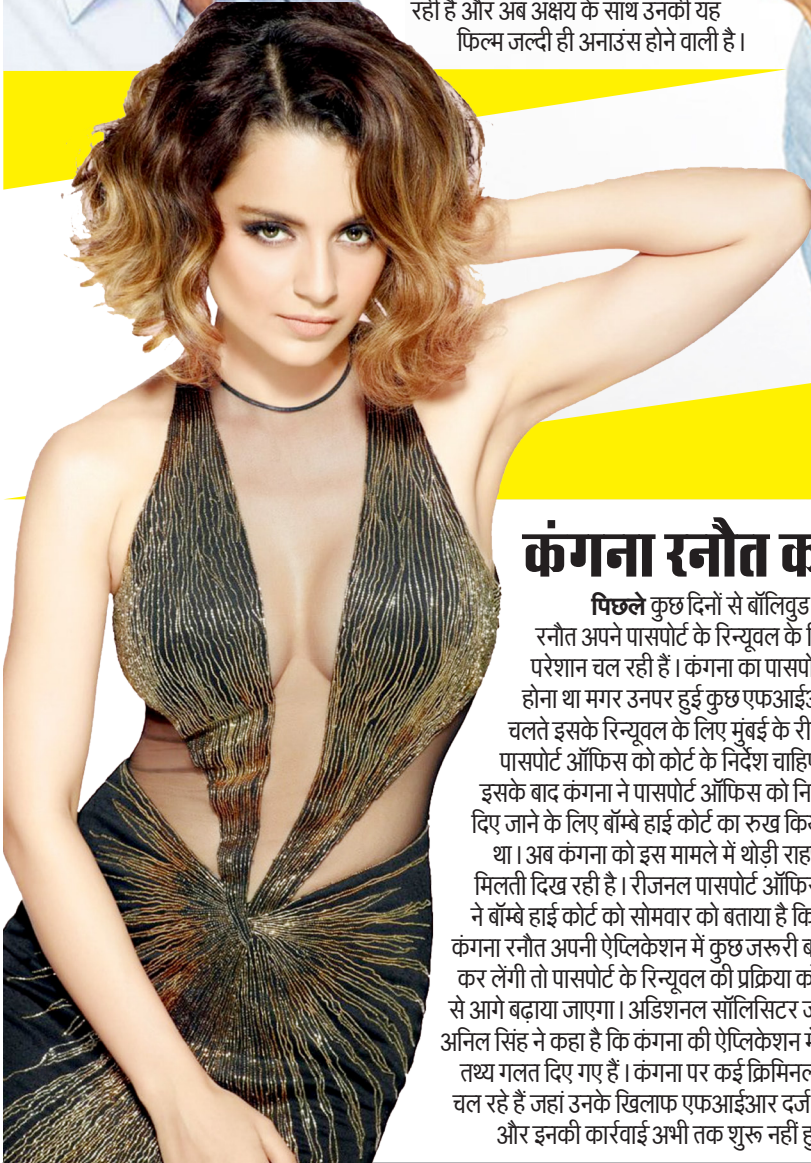 रही हैं और अब अक्षय के साथ उनकी यह
फिल्म जल्दी ही अनाउंस होने वाली है।
कंगना रनौत
पिछले कुछ दिनों से बॉलिवुड
रनौत अपने पासपोर्ट के रिन्यूवल के
परेशान चल रही हैं। कंगना का
होना था मगर उनपर हुई कुछ
चलते इसके रिन्यूवल के लिए मुंबई के
पासपोर्ट ऑफिस को कोर्ट के निर्देश
इसके बाद कंगना ने पासपोर्ट ऑफिस को
दिए जाने के लिए बॉम्बे हाई कोर्ट का रुख
था। अब कंगना को इस मामले में थोड़ी
मिलती दिख रही है। रीजनल पासपोर्ट
ने बॉम्बे हाई कोर्ट को सोमवार को बताया है
कंगना रनौत अपनी ऐप्लिकेशन में कुछ जरूरी
कर लेंगी तो पासपोर्ट के रिन्यूवल की प्रक्रिया
से आगे बढ़ाया जाएगा। अडिशनल सॉलिसिटर
अनिल सिंह ने कहा है कि कंगना की ऐप्लिकेशन
तथ्य गलत दिए गए हैं। कंगना पर कई
चल रहे हैं जहां उनके खिलाफ एफआईआर दर्ज
और इनकी कार्रवाई अभी तक शुरू नहीं